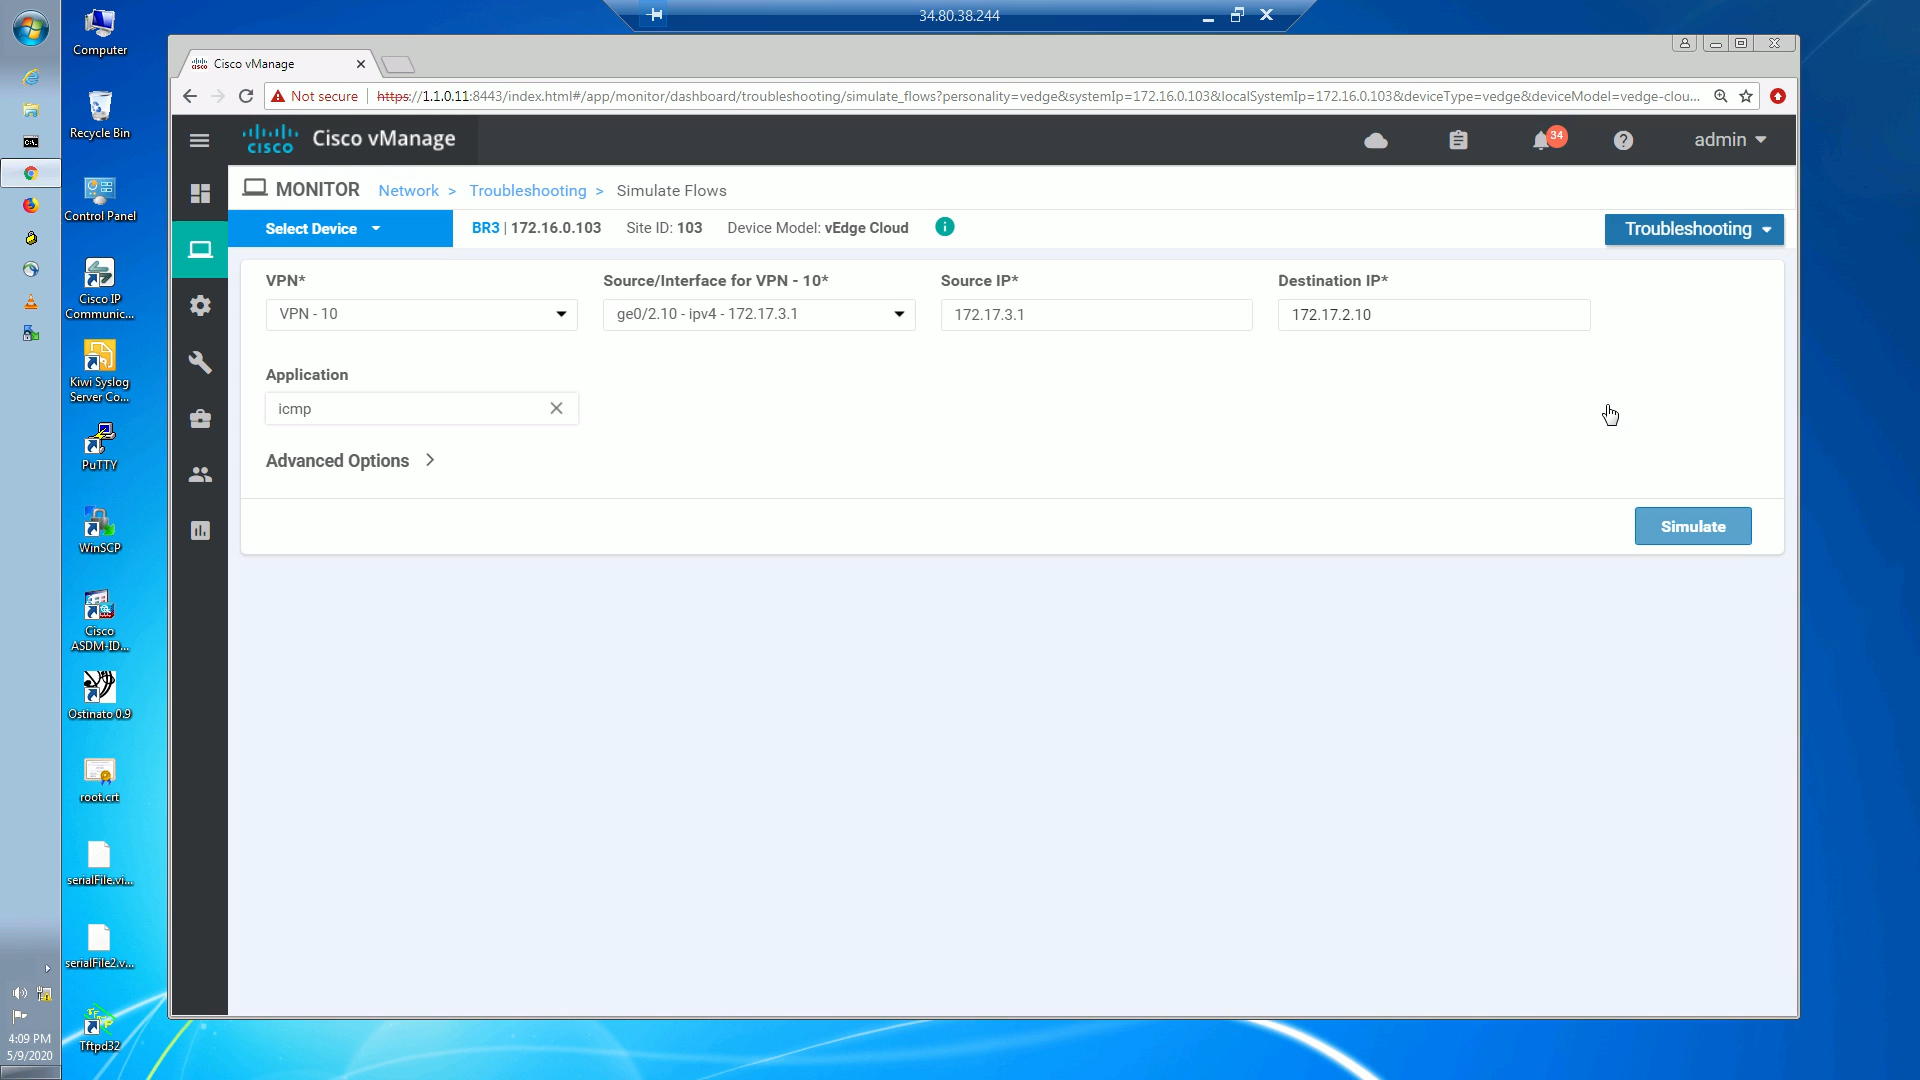 34.80.38.244
Computer
Recycle Bin
Control Panel
Cisco IP
Communic...
Kiwi Syslog
Server Co...
PuTTY
WinSCP
Cisco
ASDM-ID...
Ostinato 0.9
root.crt
serialFile.vi...
serialFile2.v...
Tftpd32
4:09 PM
5/9/2020
Cisco vManage
Not secure | https://1.1.0.11:8443/index.html#/app/monitor/dashboard/troubleshooting/simulate_flows?personality=vedge&systemIp=172.16.0.103&localSystemIp=172.16.0.103&deviceType=vedge&deviceModel=vedge-clou...
cisco Cisco vManage
34
admin
MONITOR Network > Troubleshooting > Simulate Flows
Select Device BR3 | 172.16.0.103 Site ID: 103 Device Model: vEdge Cloud Troubleshooting
VPN* Source/Interface for VPN - 10* Source IP* Destination IP*
VPN - 10 ge0/2.10 - ipv4 - 172.17.3.1 172.17.3.1 172.17.2.10
Application
icmp
Advanced Options
Simulate